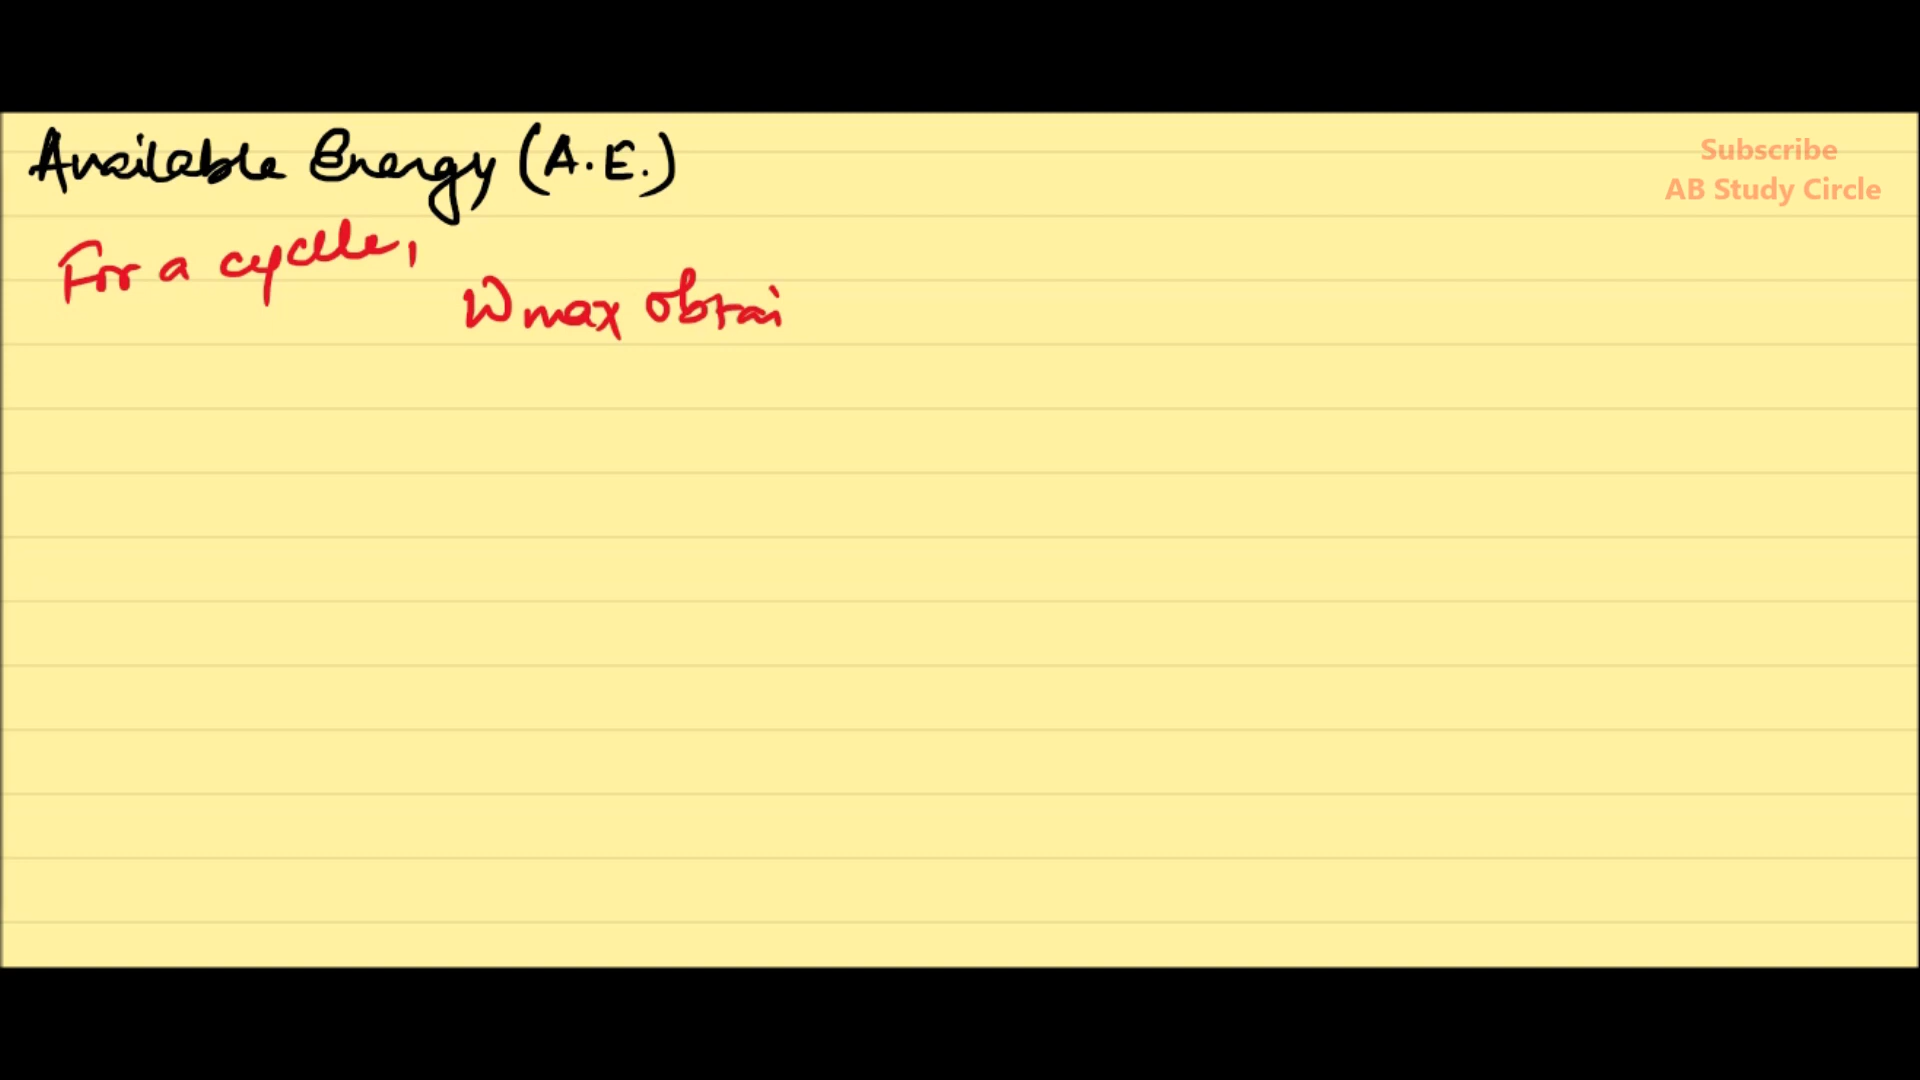 Available Energy (A.E.)
Subscribe
AB Study Circle
For a cycle,
Wmax obtai